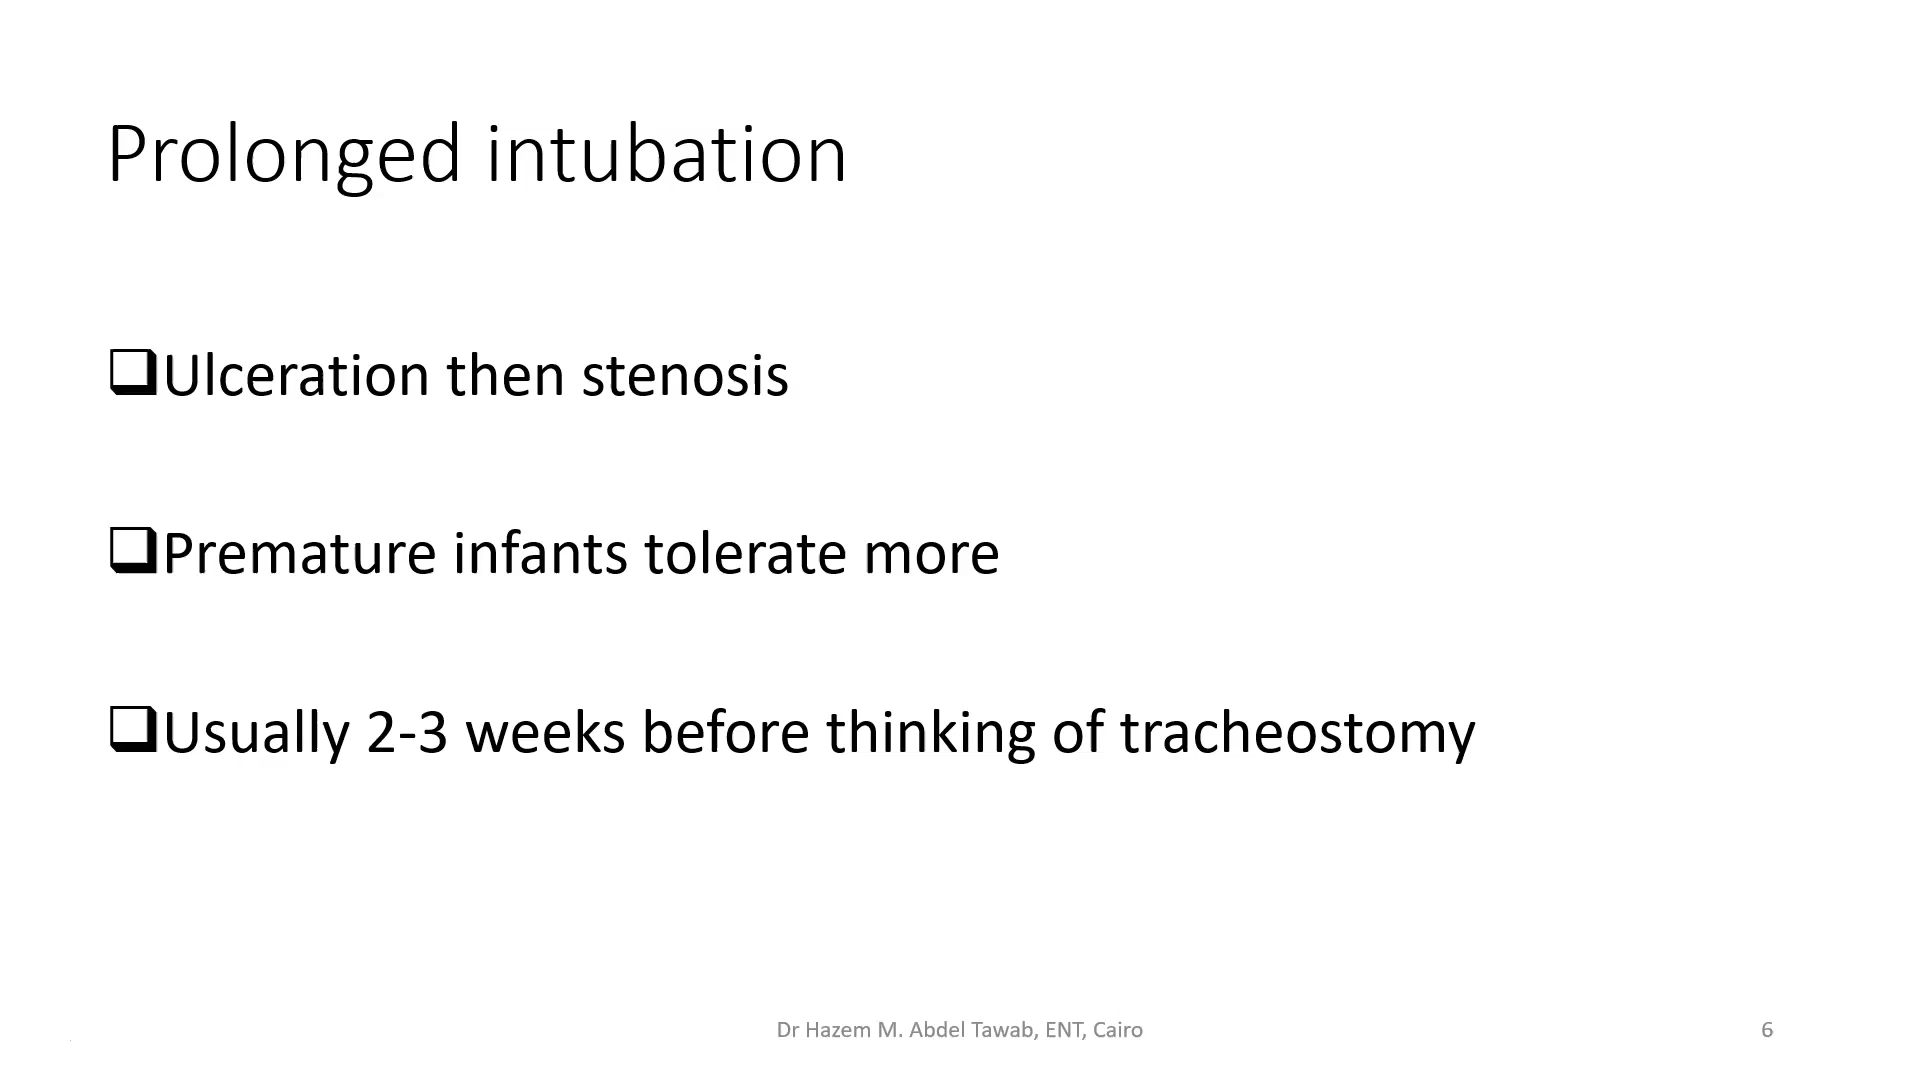 Prolonged intubation
❑Ulceration then stenosis
❑Premature infants tolerate more
❑Usually 2-3 weeks before thinking of tracheostomy
Dr Hazem M. Abdel Tawab, ENT, Cairo
6